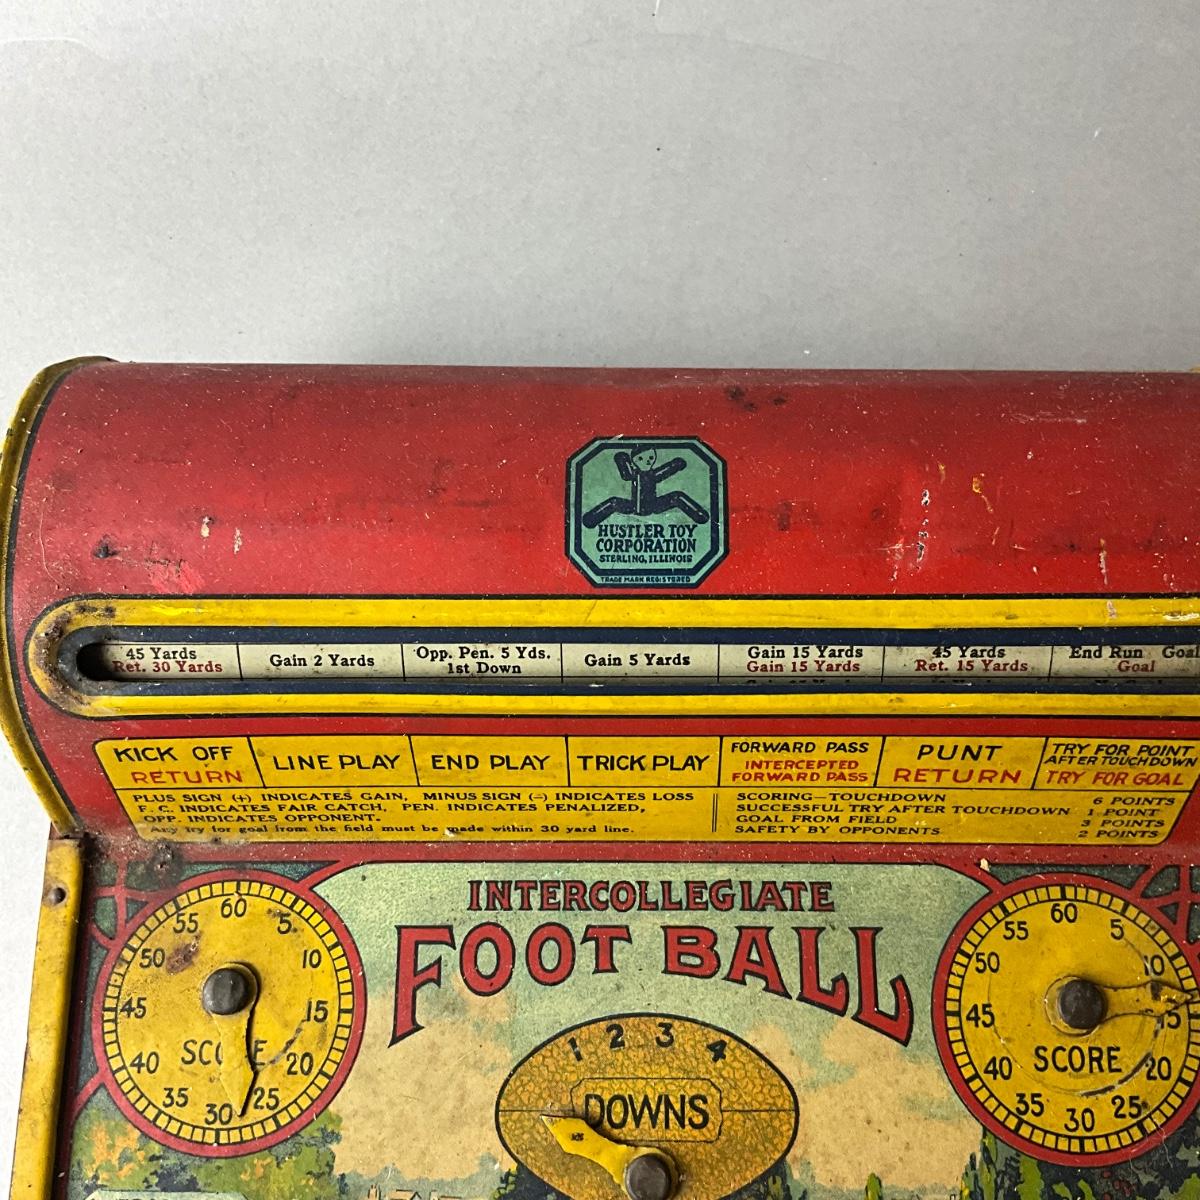 HUSTLER TOY
CORPORATION
STERLING, ILLINOIS
TRADE MARK REGISTERED
45 Yards
Ret. 30 Yards
Gain 2 Yards
Opp. Pen. 5 Yds.
1st Down
Gain 5 Yards
Gain 15 Yards
Gain 15 Yards
45 Yards
Ret. 15 Yards
End Run Goal
Goal
KICK OFF
RETURN
LINE PLAY
END PLAY
TRICK PLAY
FORWARD PASS
INTERCEPTED
FORWARD PASS
PUNT
RETURN
TRY FOR POINT
AFTER TOUCHDOWN
TRY FOR GOAL
PLUS SIGN (+) INDICATES GAIN, MINUS SIGN (-) INDICATES LOSS
F. C. INDICATES FAIR CATCH, PEN. INDICATES PENALIZED,
OPP. INDICATES OPPONENT.
Any try for goal from the field must be made within 30 yard line.
SCORING—TOUCHDOWN 6 POINTS
SUCCESSFUL TRY AFTER TOUCHDOWN 1 POINT
GOAL FROM FIELD 3 POINTS
SAFETY BY OPPONENTS 2 POINTS
INTERCOLLEGIATE
FOOT BALL
60 5 10 15 20 25 30 35 40 45 50 55
SCORE
1 2 3 4
DOWNS
60 5 10 15 20 25 30 35 40 45 50 55
SCORE